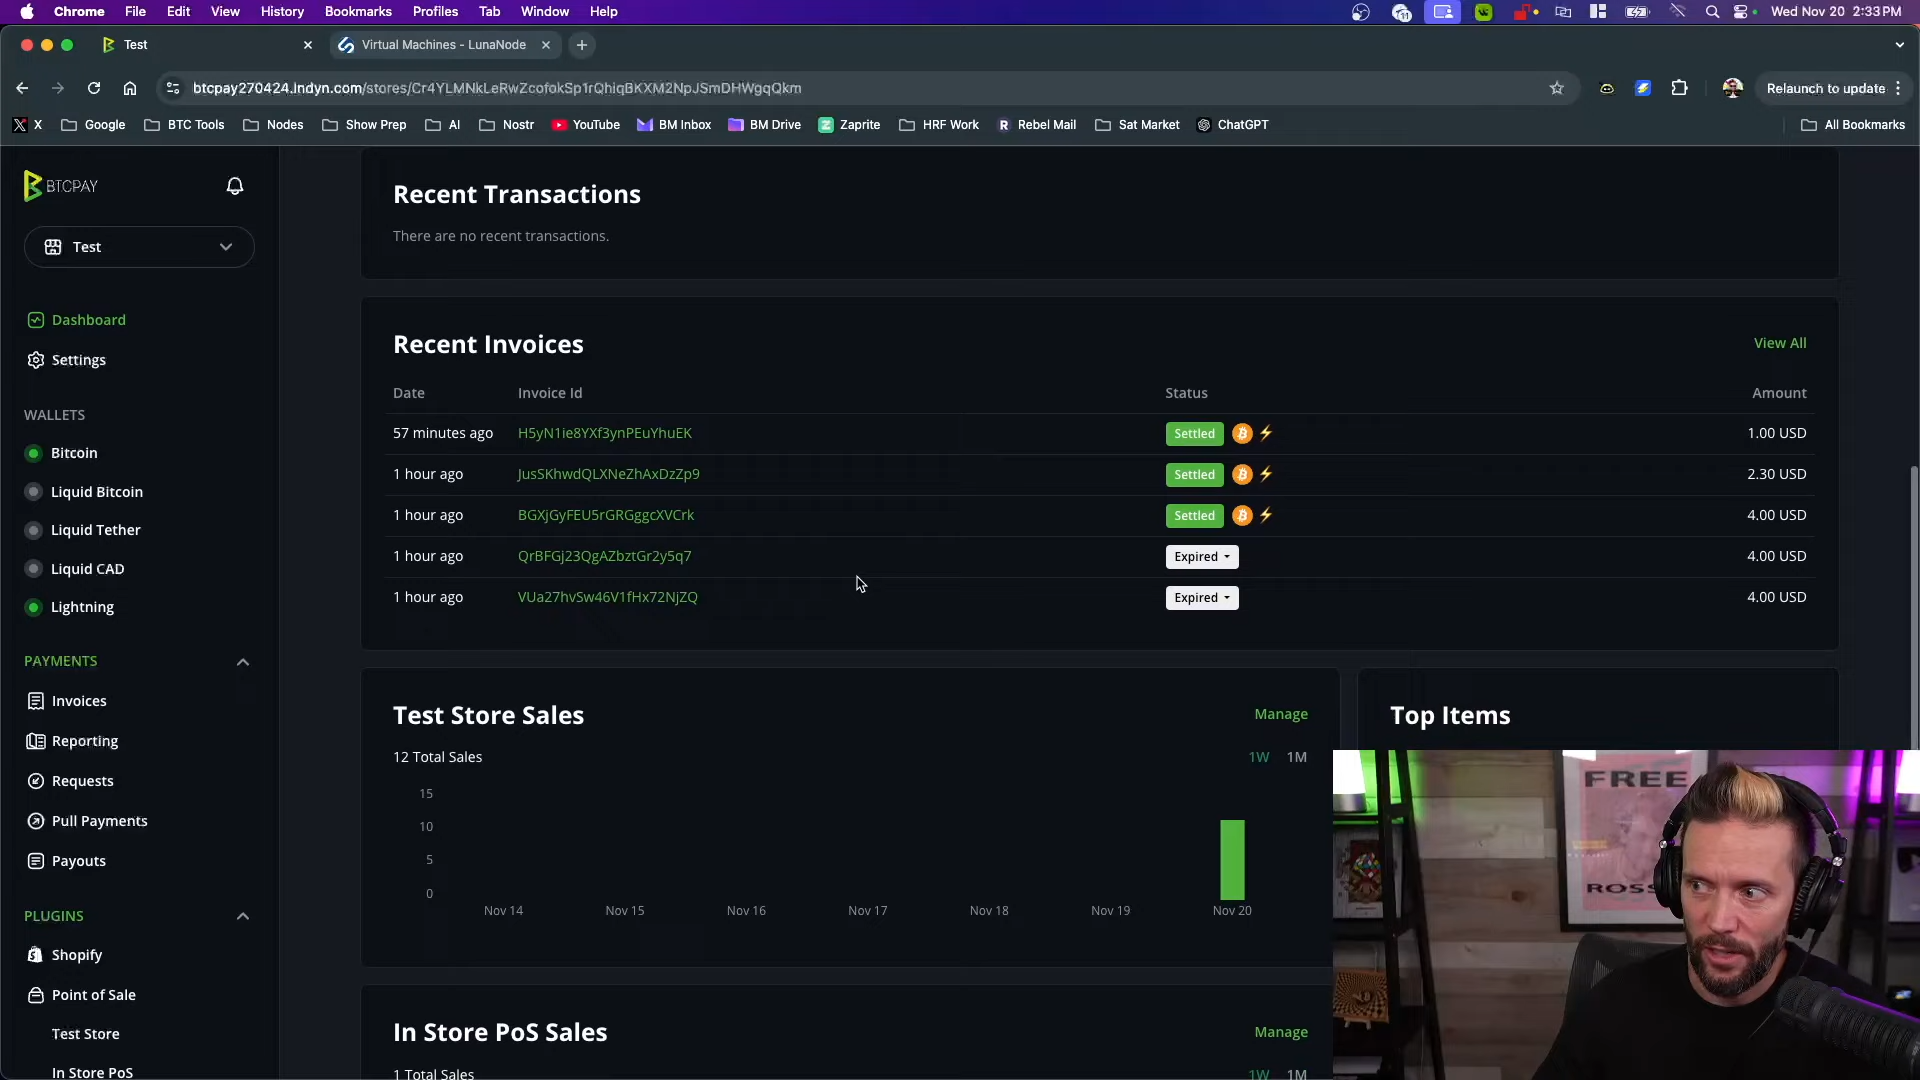 Chrome File Edit View History Bookmarks Profiles Tab Window Help 11 Wed Nov 20 2:33 PM
Test Virtual Machines - LunaNode
btcpay270424.lndyn.com/stores/Cr4YLMNkLeRwZcofokSp1rQhiqBKXM2NpJSmDHWgqQkm Relaunch to update
X Google BTC Tools Nodes Show Prep AI Nostr YouTube BM Inbox BM Drive Zaprite HRF Work Rebel Mail Sat Market ChatGPT All Bookmarks
BTCPAY
Test
Dashboard
Settings
WALLETS
Bitcoin
Liquid Bitcoin
Liquid Tether
Liquid CAD
Lightning
PAYMENTS
Invoices
Reporting
Requests
Pull Payments
Payouts
PLUGINS
Shopify
Point of Sale
Test Store
In Store PoS
Recent Transactions
There are no recent transactions.
Recent Invoices View All
Date Invoice Id Status Amount
57 minutes ago H5yN1ie8YXf3ynPEuYhuEK Settled 1.00 USD
1 hour ago JusSKhwdQLXNeZhAxDzZp9 Settled 2.30 USD
1 hour ago BGXjGyFEU5rGRGggcXVCrk Settled 4.00 USD
1 hour ago QrBFGj23QgAZbztGr2y5q7 Expired 4.00 USD
1 hour ago VUa27hvSw46V1fHx72NjZQ Expired 4.00 USD
Test Store Sales Manage
12 Total Sales 1W 1M
15
10
5
0
Nov 14 Nov 15 Nov 16 Nov 17 Nov 18 Nov 19 Nov 20
Top Items
In Store PoS Sales Manage
1 Total Sales 1W 1M
FREE
ROSS